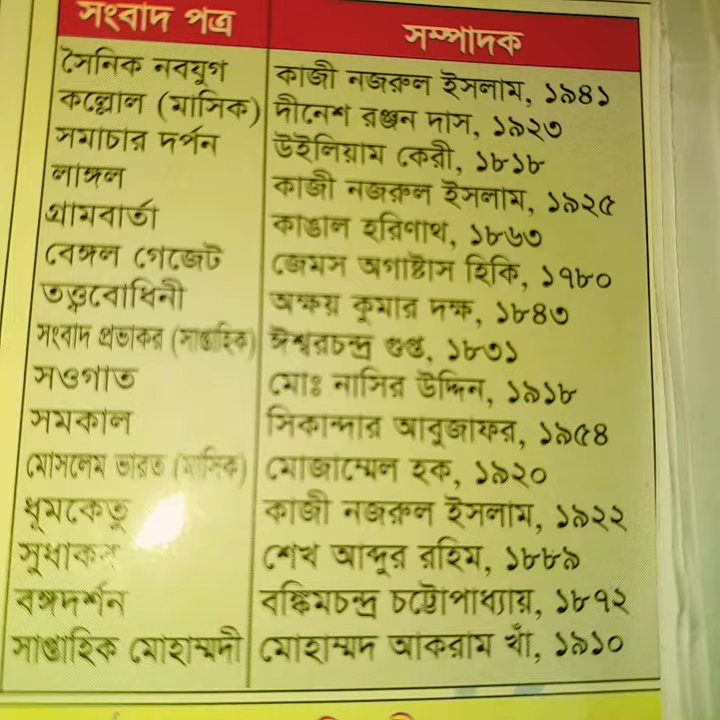 সংবাদ পত্র সম্পাদক
সৈনিক নবযুগ কাজী নজরুল ইসলাম, ১৯৪১
কল্লোল (মাসিক) দীনেশ রঞ্জন দাস, ১৯২৩
সমাচার দর্পন উইলিয়াম কেরী, ১৮১৮
লাঙ্গল কাজী নজরুল ইসলাম, ১৯২৫
গ্রামবার্তা কাঙাল হরিণাথ, ১৮৬৩
বেঙ্গল গেজেট জেমস অগাষ্টাস হিকি, ১৭৮০
তত্ত্ববোধিনী অক্ষয় কুমার দক্ষ, ১৮৪৩
সংবাদ প্রভাকর (সাপ্তাহিক) ঈশ্বরচন্দ্র গুপ্ত, ১৮৩১
সওগাত মোঃ নাসির উদ্দিন, ১৯১৮
সমকাল সিকান্দার আবুজাফর, ১৯৫৪
মোসলেম ভারত (মাসিক) মোজাম্মেল হক, ১৯২০
ধূমকেতু কাজী নজরুল ইসলাম, ১৯২২
সুধাকর শেখ আব্দুর রহিম, ১৮৮৯
বঙ্গদর্শন বঙ্কিমচন্দ্র চট্টোপাধ্যায়, ১৮৭২
সাপ্তাহিক মোহাম্মদী মোহাম্মদ আকরাম খাঁ, ১৯১০